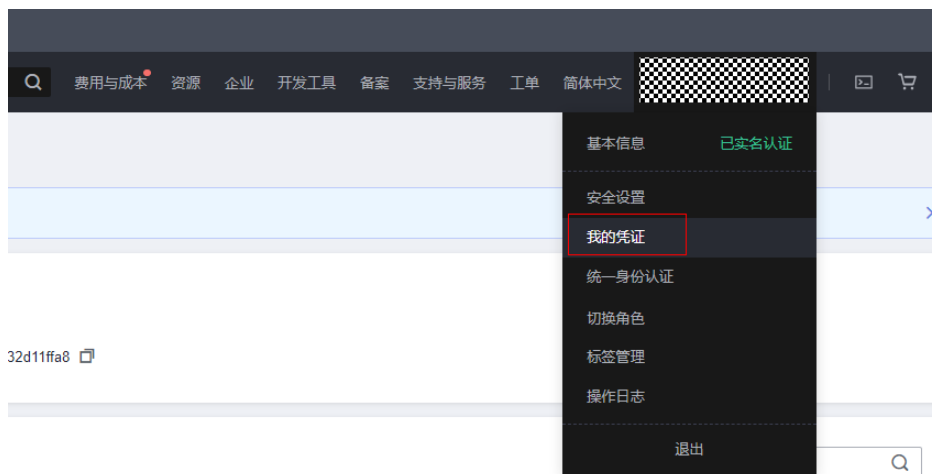 费用与成本 资源 企业 开发工具 备案 支持与服务 工单 简体中文
基本信息 已实名认证
安全设置
我的凭证
统一身份认证
32d11ffa8
切换角色
标签管理
操作日志
退出